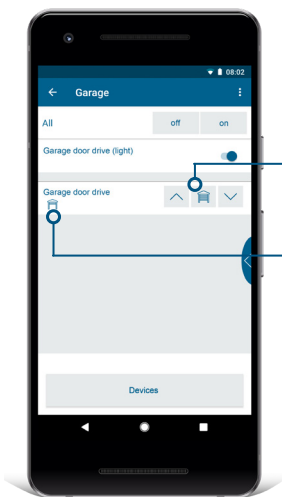 08:02
Garage
All off on
Garage door drive (light)
Garage door drive
Devices